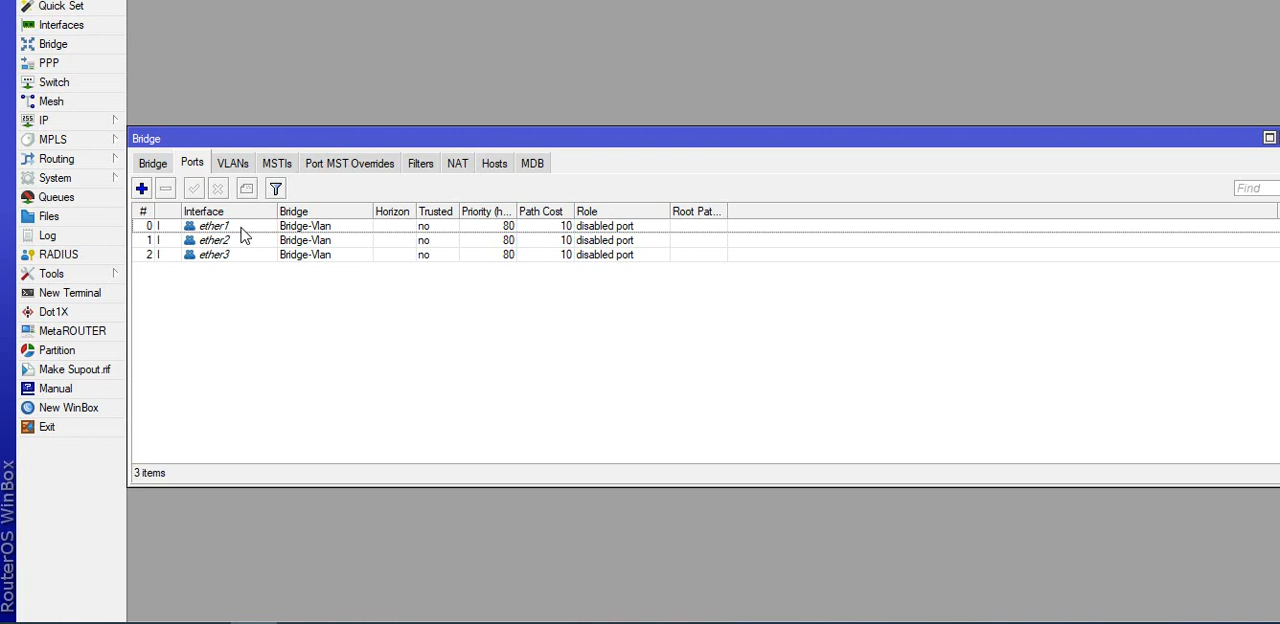 Quick Set
Interfaces
Bridge
PPP
Switch
Mesh
IP
MPLS
Routing
System
Queues
Files
Log
RADIUS
Tools
New Terminal
Dot1X
MetaROUTER
Partition
Make Supout.rif
Manual
New WinBox
Exit
RouterOS WinBox
Bridge
Bridge Ports VLANs MSTIs Port MST Overrides Filters NAT Hosts MDB
Find
# Interface Bridge Horizon Trusted Priority (h... Path Cost Role Root Pat...
0 I ether1 Bridge-Vlan no 80 10 disabled port
1 I ether2 Bridge-Vlan no 80 10 disabled port
2 I ether3 Bridge-Vlan no 80 10 disabled port
3 items